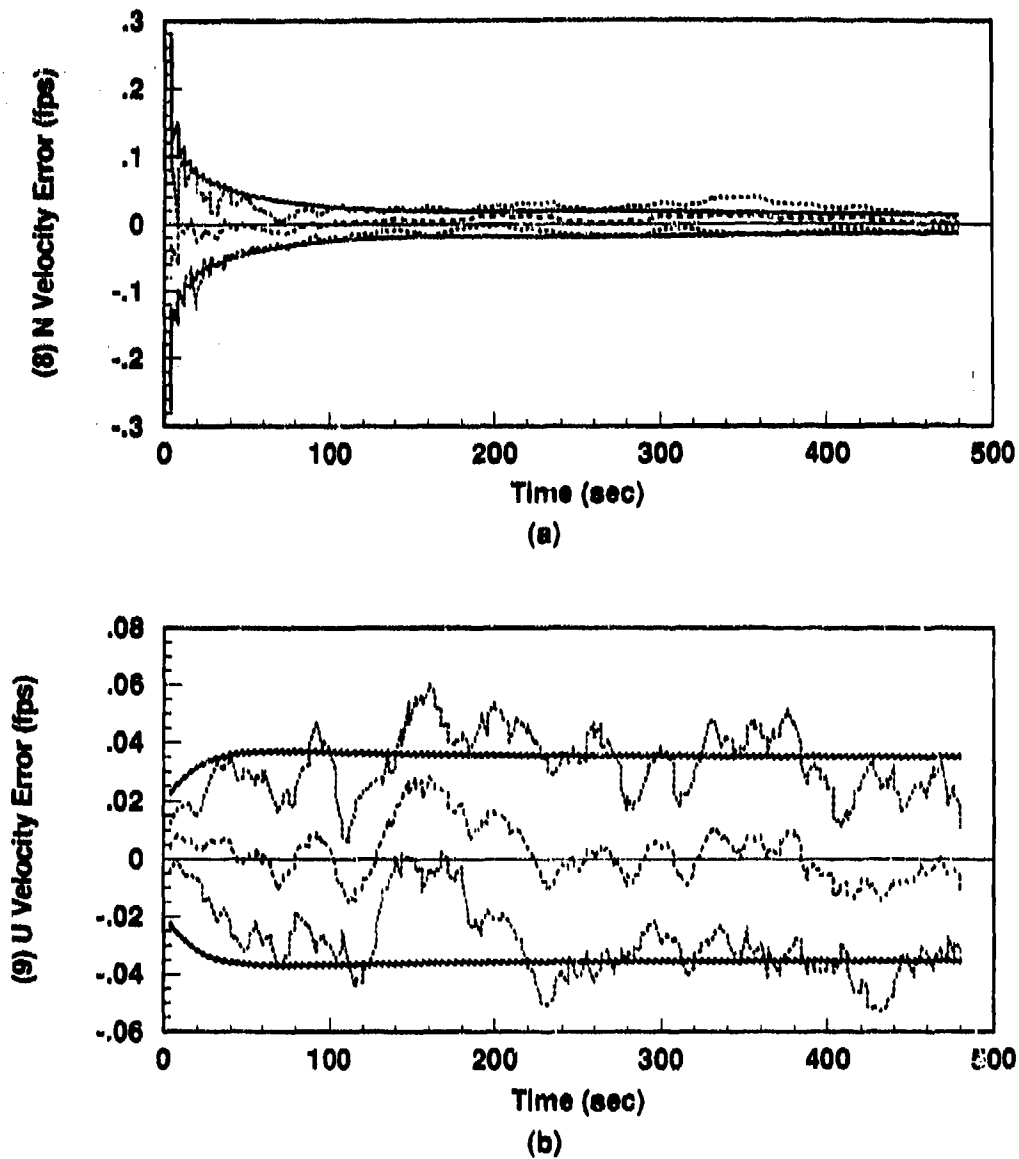 (8) N Velocity Error (fps)
.3
.2
.1
0
-.1
-.2
-.3
0 100 200 300 400 500
Time (sec)
(a)
(9) U Velocity Error (fps)
.08
.06
.04
.02
0
-.02
-.04
-.06
0 100 200 300 400 500
Time (sec)
(b)